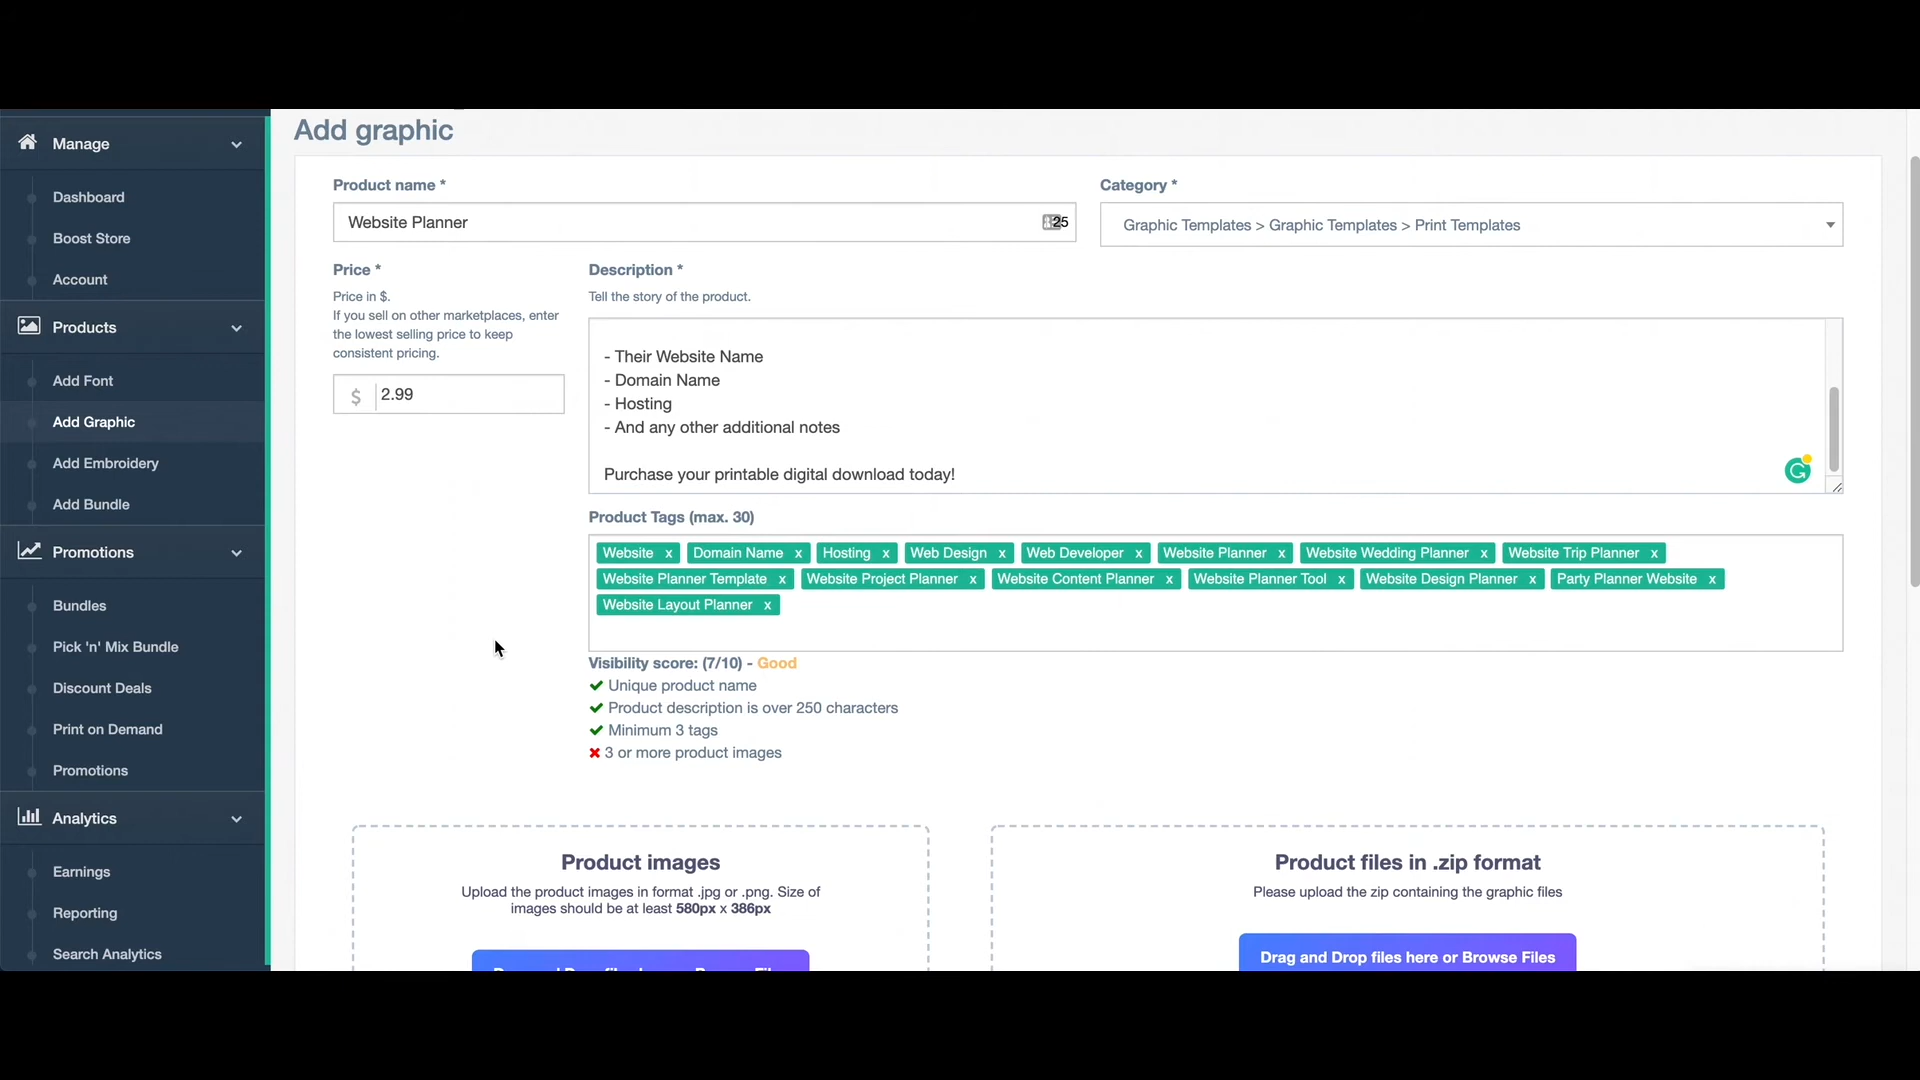 Manage
Dashboard
Boost Store
Account
Products
Add Font
Add Graphic
Add Embroidery
Add Bundle
Promotions
Bundles
Pick 'n' Mix Bundle
Discount Deals
Print on Demand
Promotions
Analytics
Earnings
Reporting
Search Analytics
Add graphic
Product name *
Website Planner
25
Category *
Graphic Templates > Graphic Templates > Print Templates
Price *
Price in $.
If you sell on other marketplaces, enter
the lowest selling price to keep
consistent pricing.
$ 2.99
Description *
Tell the story of the product.
- Their Website Name
- Domain Name
- Hosting
- And any other additional notes
Purchase your printable digital download today!
Product Tags (max. 30)
Website x Domain Name x Hosting x Web Design x Web Developer x Website Planner x Website Wedding Planner x Website Trip Planner x
Website Planner Template x Website Project Planner x Website Content Planner x Website Planner Tool x Website Design Planner x Party Planner Website x
Website Layout Planner x
Visibility score: (7/10) - Good
Unique product name
Product description is over 250 characters
Minimum 3 tags
3 or more product images
Product images
Upload the product images in format .jpg or .png. Size of
images should be at least 580px x 386px
Product files in .zip format
Please upload the zip containing the graphic files
Drag and Drop files here or Browse Files